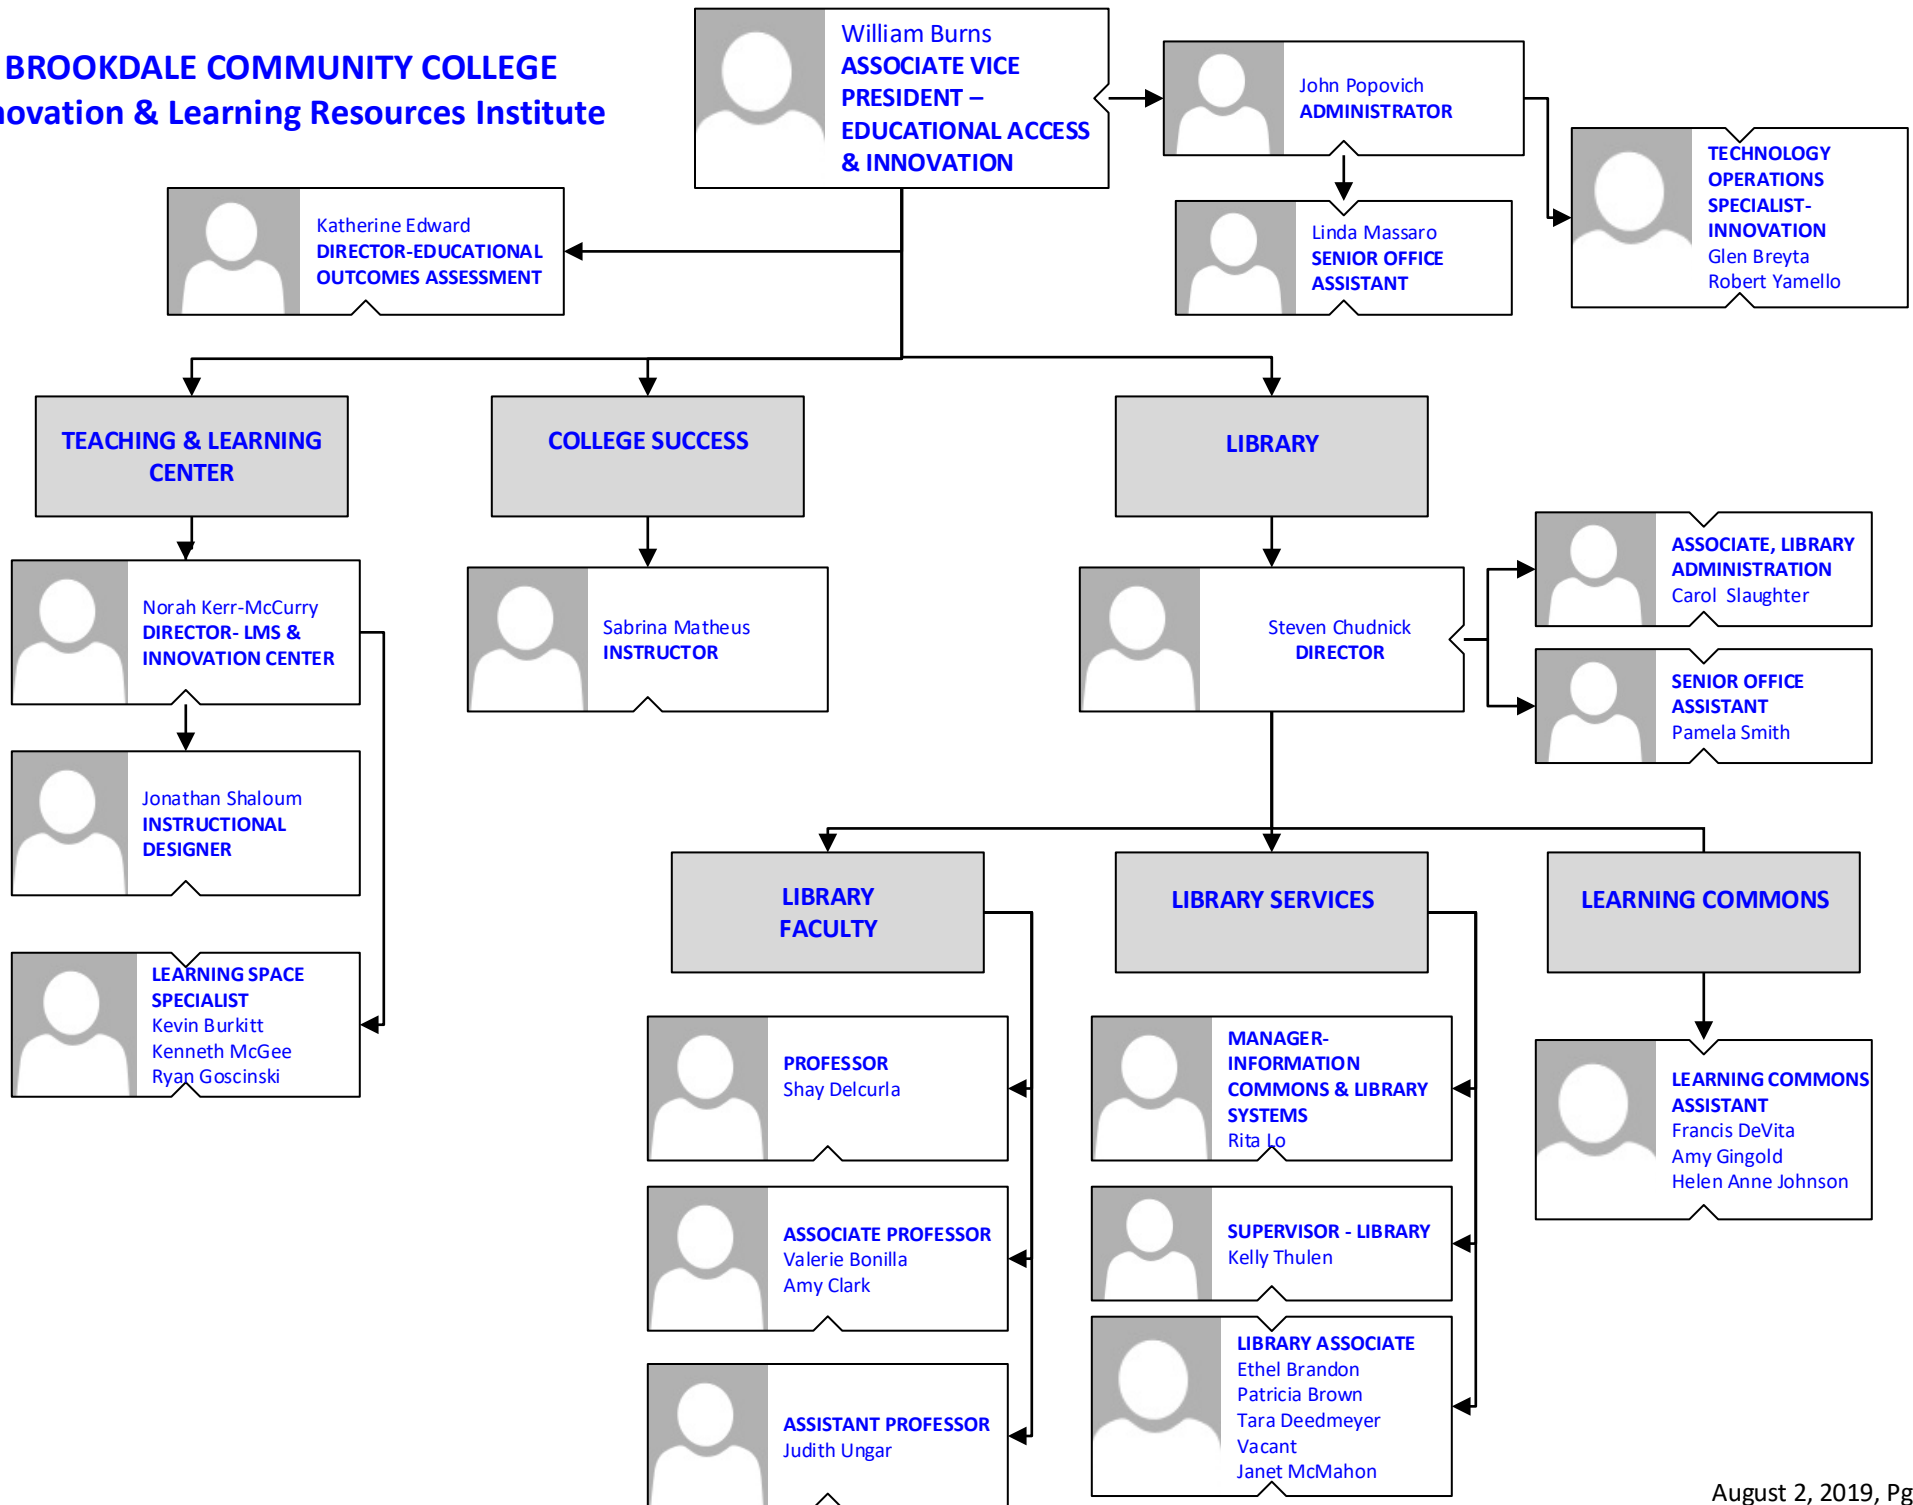 BROOKDALE COMMUNITY COLLEGE
novation & Learning Resources Institute
William Burns
ASSOCIATE VICE
PRESIDENT –
EDUCATIONAL ACCESS
& INNOVATION
John Popovich
ADMINISTRATOR
TECHNOLOGY
OPERATIONS
SPECIALIST-
INNOVATION
Glen Breyta
Robert Yamello
Katherine Edward
DIRECTOR-EDUCATIONAL
OUTCOMES ASSESSMENT
Linda Massaro
SENIOR OFFICE
ASSISTANT
TEACHING & LEARNING
CENTER
COLLEGE SUCCESS
LIBRARY
Norah Kerr-McCurry
DIRECTOR- LMS &
INNOVATION CENTER
Sabrina Matheus
INSTRUCTOR
Steven Chudnick
DIRECTOR
ASSOCIATE, LIBRARY
ADMINISTRATION
Carol  Slaughter
SENIOR OFFICE
ASSISTANT
Pamela Smith
Jonathan Shaloum
INSTRUCTIONAL
DESIGNER
LEARNING SPACE
SPECIALIST
Kevin Burkitt
Kenneth McGee
Ryan Goscinski
LIBRARY
FACULTY
LIBRARY SERVICES
LEARNING COMMONS
PROFESSOR
Shay Delcurla
ASSOCIATE PROFESSOR
Valerie Bonilla
Amy Clark
ASSISTANT PROFESSOR
Judith Ungar
MANAGER-
INFORMATION
COMMONS & LIBRARY
SYSTEMS
Rita Lo
SUPERVISOR - LIBRARY
Kelly Thulen
LIBRARY ASSOCIATE
Ethel Brandon
Patricia Brown
Tara Deedmeyer
Vacant
Janet McMahon
LEARNING COMMONS
ASSISTANT
Francis DeVita
Amy Gingold
Helen Anne Johnson
August 2, 2019, Pg